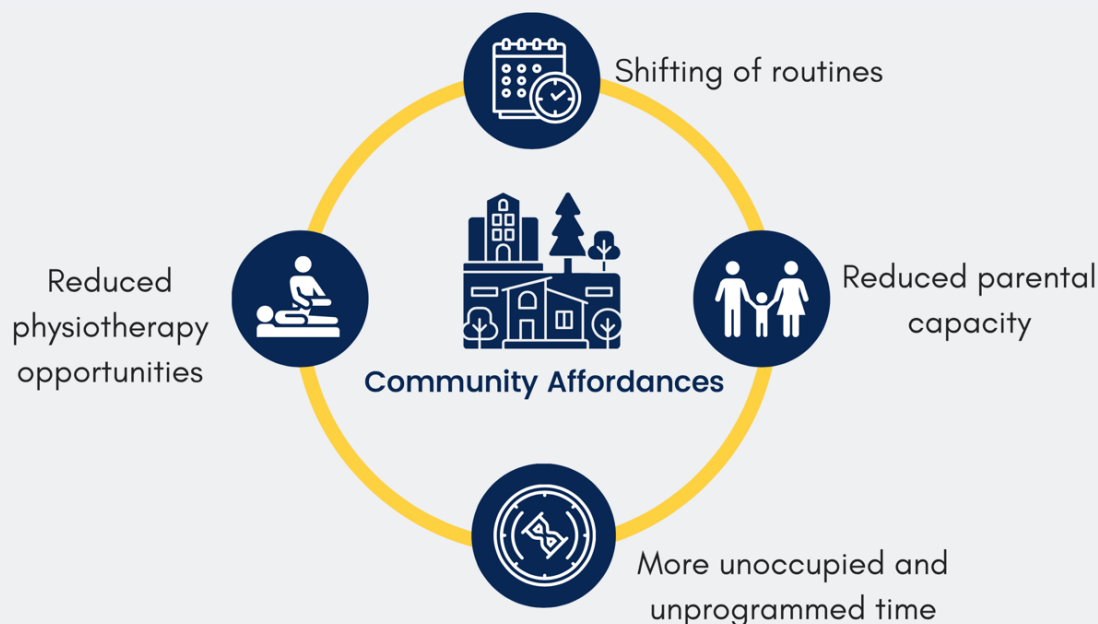 Shifting of routines
Reduced parental
capacity
More unoccupied and
unprogrammed time
Reduced
physiotherapy
opportunities
Community Affordances